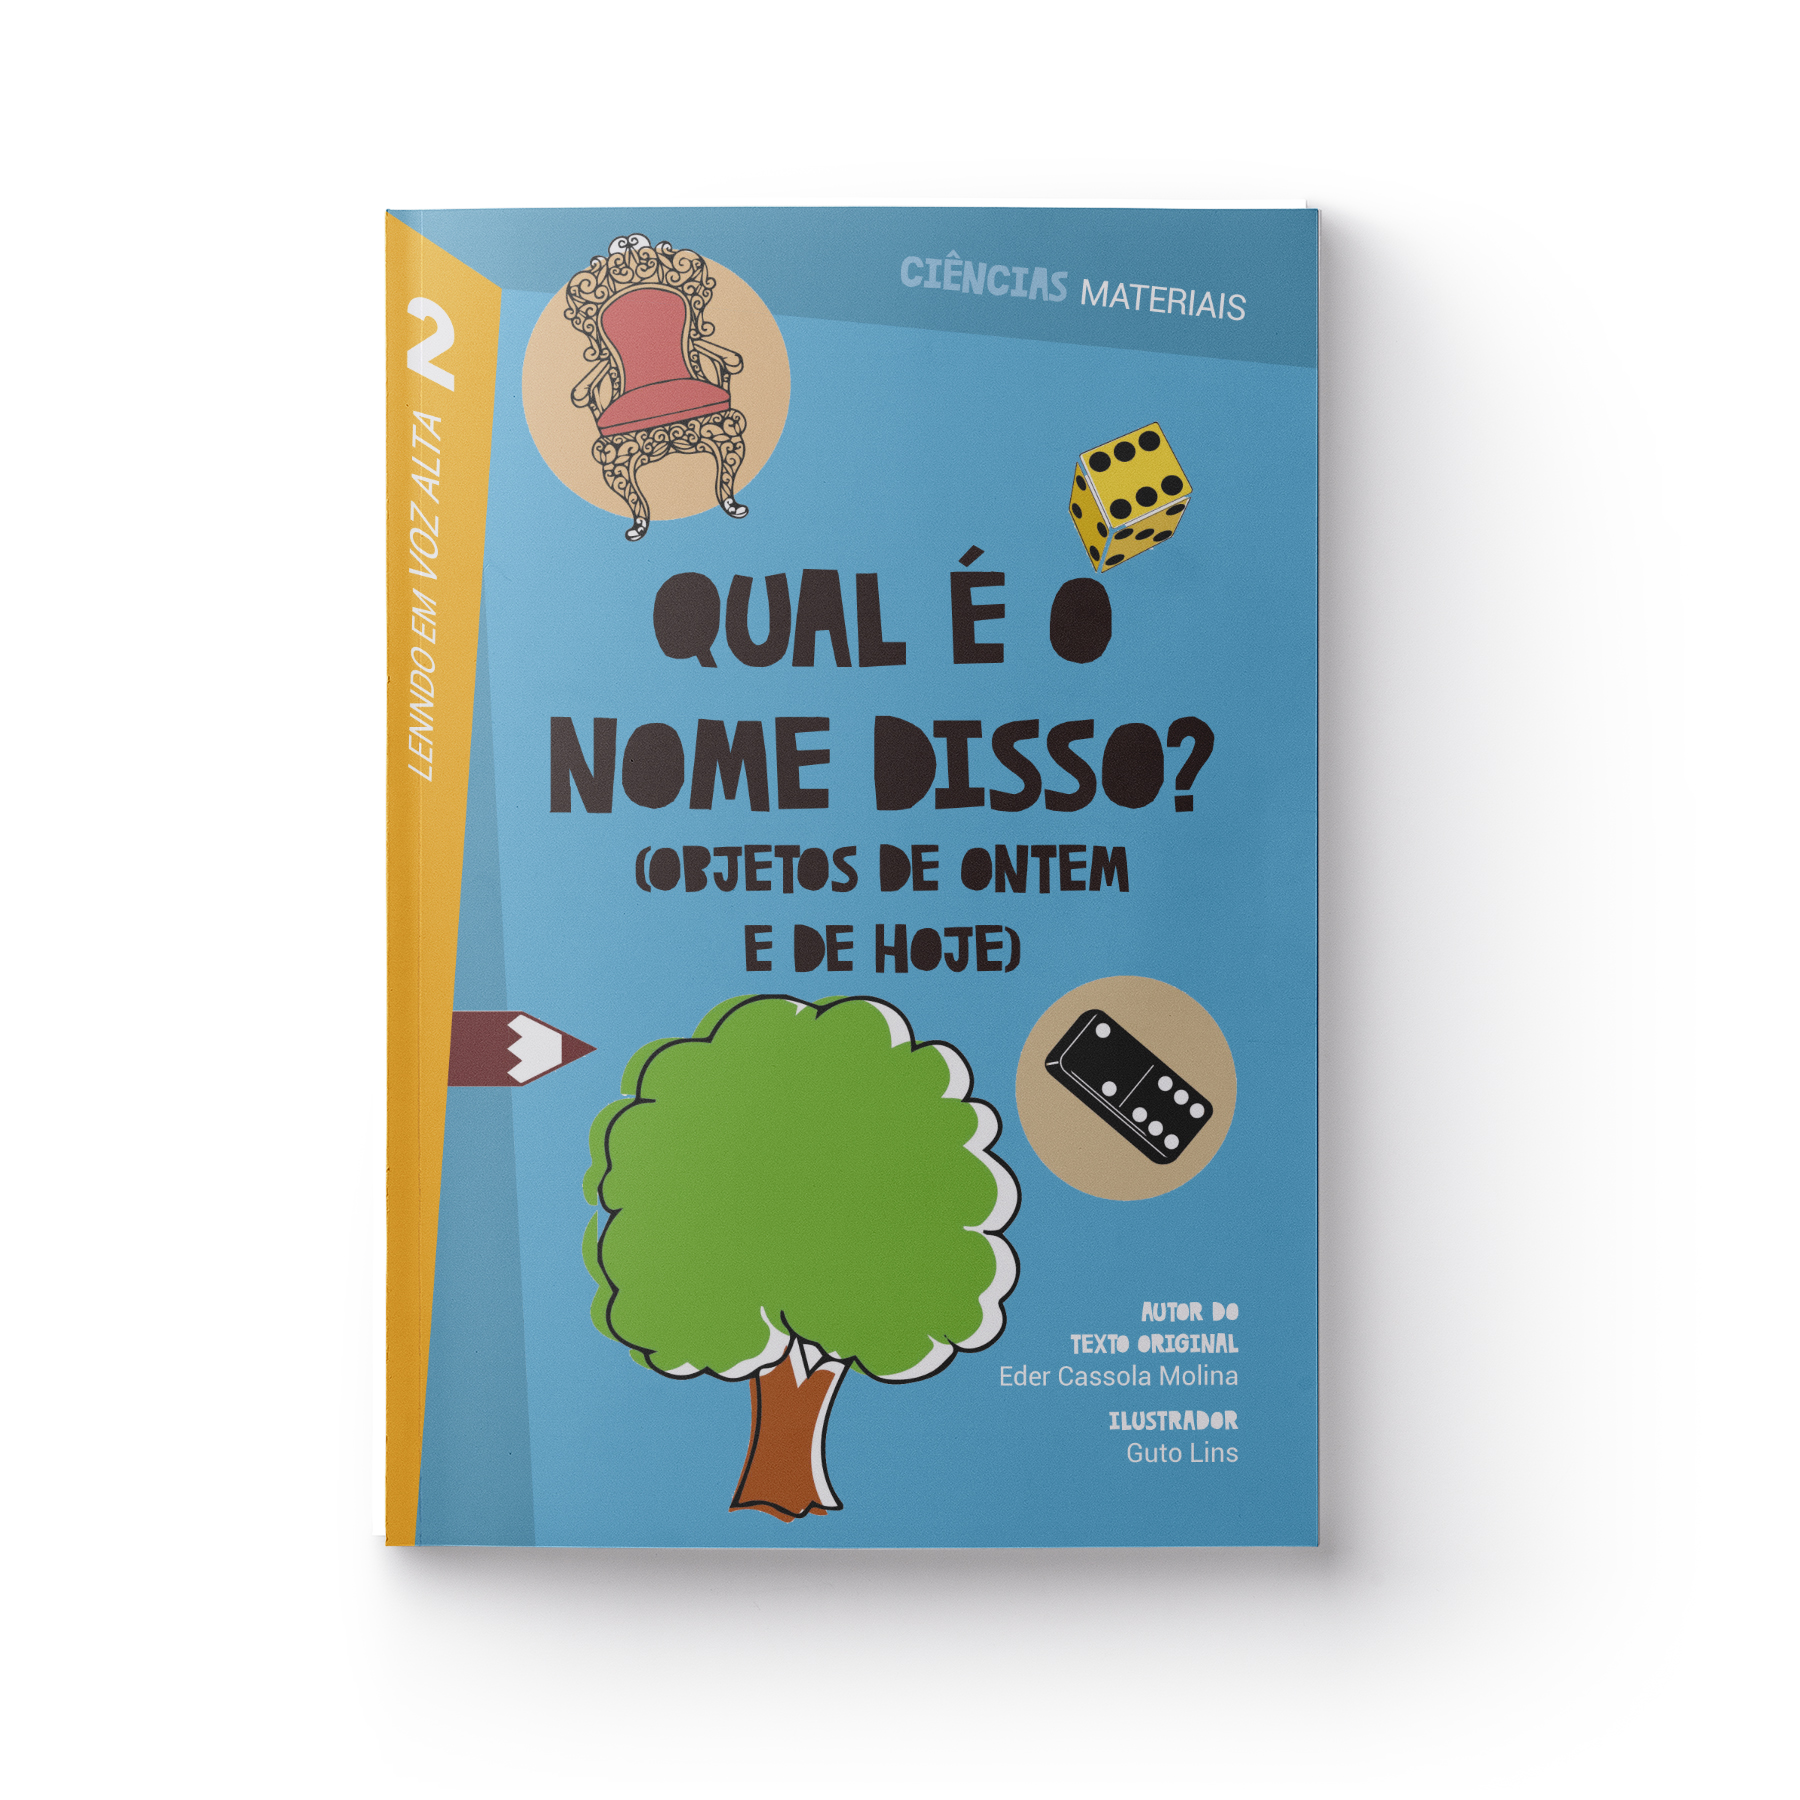 CIÊNCIAS MATERIAIS
LENNDO EM VOZ ALTA 2
QUAL É O
NOME DISSO?
(OBJETOS DE ONTEM
E DE HOJE)
AUTOR DO
TEXTO ORIGINAL
Eder Cassola Molina
ILUSTRADOR
Guto Lins